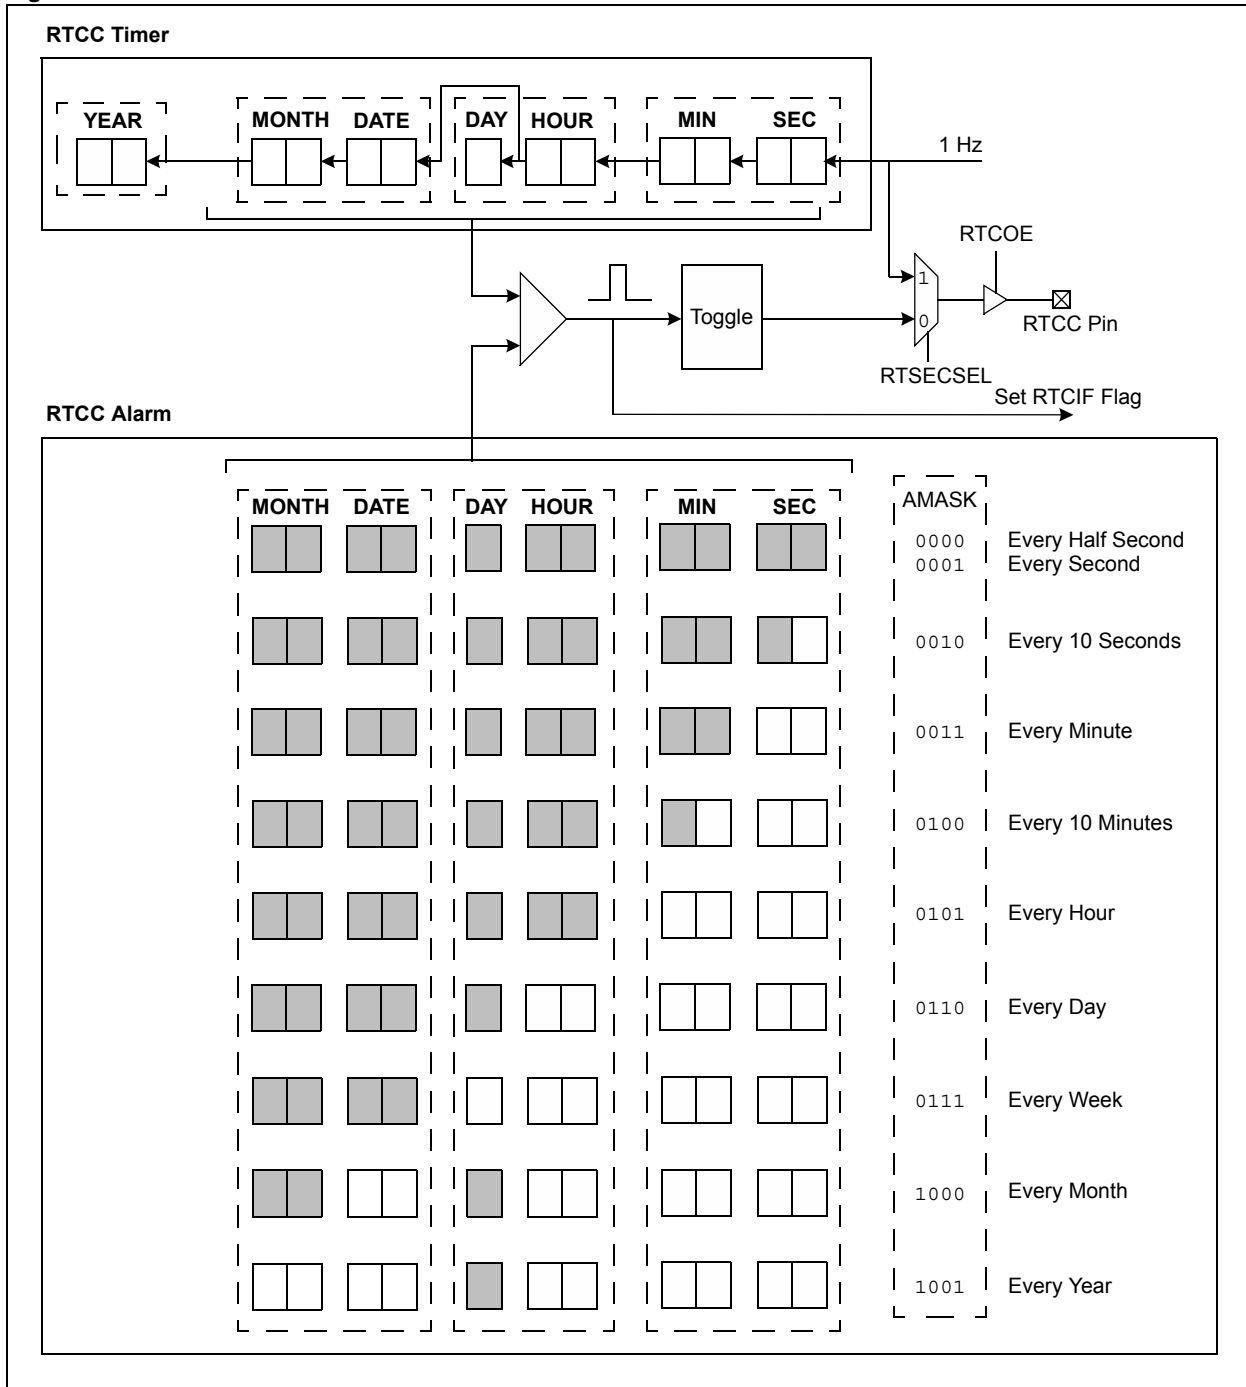 RTCC Timer
YEAR MONTH DATE DAY HOUR MIN SEC
1 Hz
RTCOE
1
Toggle
0
RTCC Pin
RTSECSEL
Set RTCIF Flag
RTCC Alarm
MONTH DATE DAY HOUR MIN SEC AMASK
0000 Every Half Second
0001 Every Second
0010 Every 10 Seconds
0011 Every Minute
0100 Every 10 Minutes
0101 Every Hour
0110 Every Day
0111 Every Week
1000 Every Month
1001 Every Year